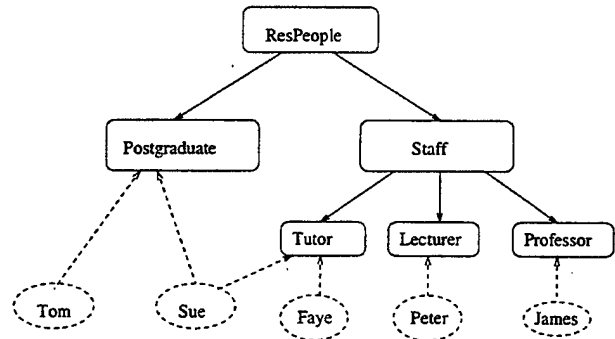 ResPeople
Postgraduate
Staff
Tutor
Lecturer
Professor
Tom
Sue
Faye
Peter
James